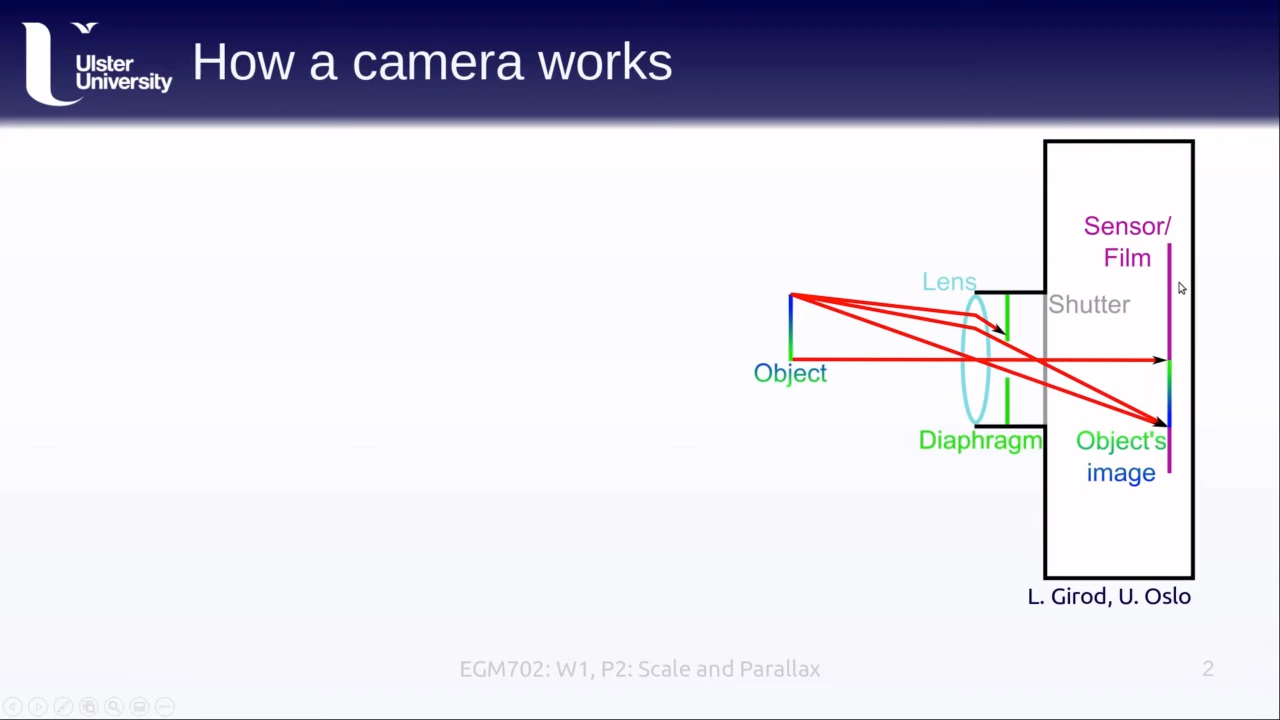 Ulster
University
How a camera works
Sensor/
Film
Lens
Shutter
Object
Diaphragm
Object's
image
L. Girod, U. Oslo
EGM702: W1, P2: Scale and Parallax
2